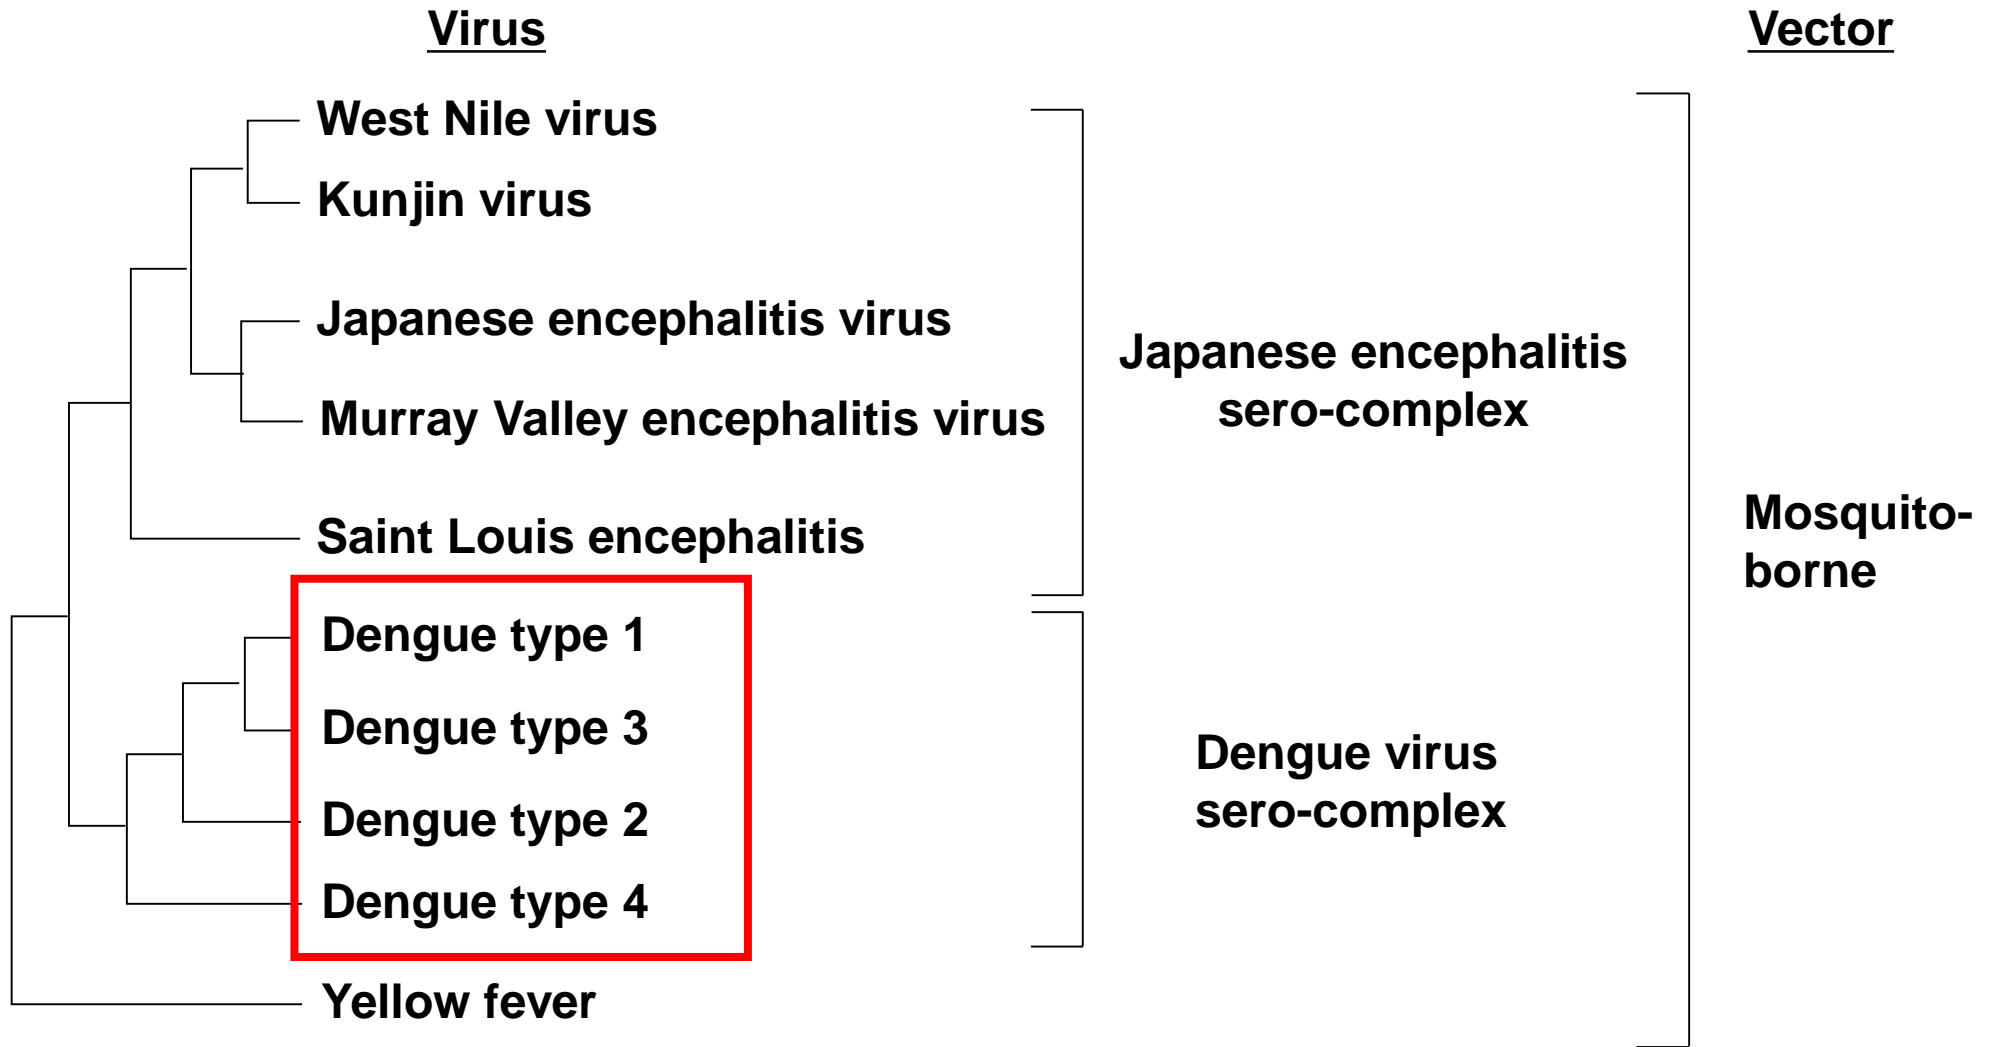 Virus
Vector
West Nile virus
Kunjin virus
Japanese encephalitis virus
Murray Valley encephalitis virus
Saint Louis encephalitis
Dengue type 1
Dengue type 3
Dengue type 2
Dengue type 4
Yellow fever
Japanese encephalitis
sero-complex
Dengue virus
sero-complex
Mosquito-
borne